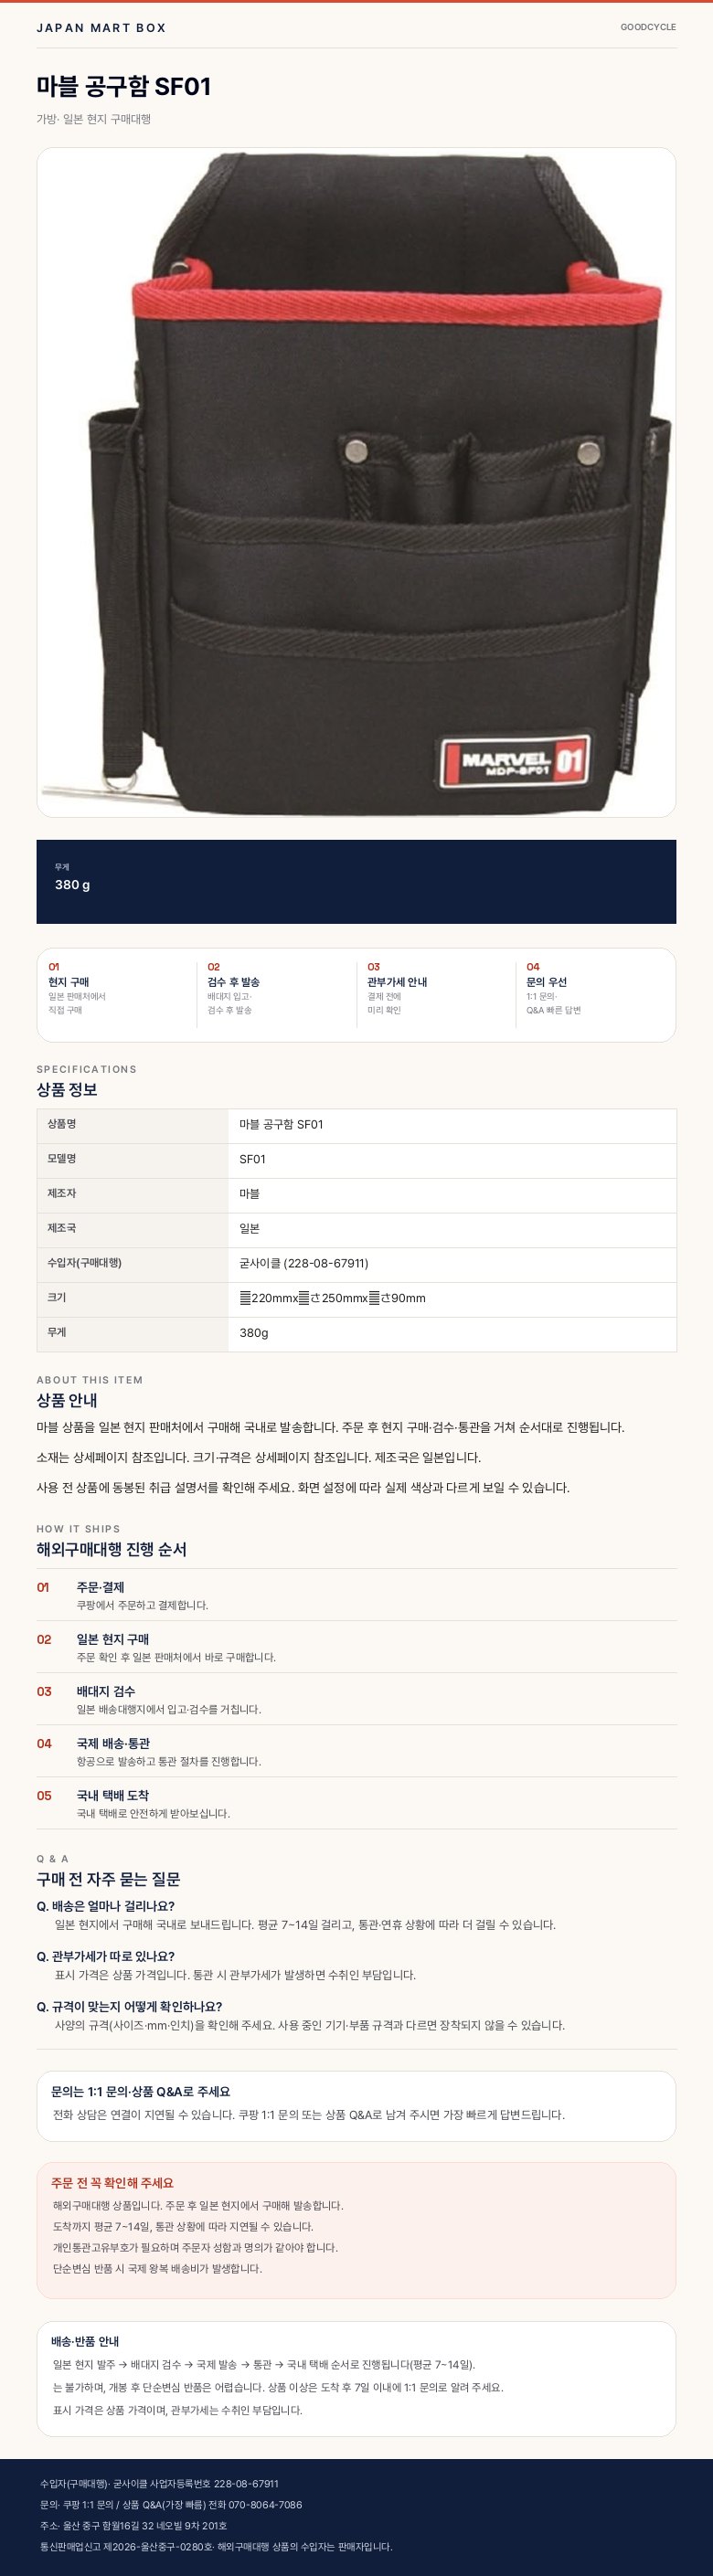 JAPAN MART BOX
GOODCYCLE
마블 공구함 SF01
가방· 일본 현지 구매대행
MARVEL
MDP-SF01
01
무게
380 g
01
현지 구매
일본 판매처에서
직접 구매
02
검수 후 발송
배대지 입고·
검수 후 발송
03
관부가세 안내
결제 전에
미리 확인
04
문의 우선
1:1 문의·
Q&A 빠른 답변
SPECIFICATIONS
상품 정보
상품명 마블 공구함 SF01
모델명 SF01
제조자 마블
제조국 일본
수입자(구매대행) 굳사이클 (228-08-67911)
크기 220mmx さ250mmx さ90mm
무게 380g
ABOUT THIS ITEM
상품 안내
마블 상품을 일본 현지 판매처에서 구매해 국내로 발송합니다. 주문 후 현지 구매·검수·통관을 거쳐 순서대로 진행됩니다.
소재는 상세페이지 참조입니다. 크기·규격은 상세페이지 참조입니다. 제조국은 일본입니다.
사용 전 상품에 동봉된 취급 설명서를 확인해 주세요. 화면 설정에 따라 실제 색상과 다르게 보일 수 있습니다.
HOW IT SHIPS
해외구매대행 진행 순서
01 주문·결제
쿠팡에서 주문하고 결제합니다.
02 일본 현지 구매
주문 확인 후 일본 판매처에서 바로 구매합니다.
03 배대지 검수
일본 배송대행지에서 입고·검수를 거칩니다.
04 국제 배송·통관
항공으로 발송하고 통관 절차를 진행합니다.
05 국내 택배 도착
국내 택배로 안전하게 받아보십니다.
Q & A
구매 전 자주 묻는 질문
Q. 배송은 얼마나 걸리나요?
일본 현지에서 구매해 국내로 보내드립니다. 평균 7~14일 걸리고, 통관·연휴 상황에 따라 더 걸릴 수 있습니다.
Q. 관부가세가 따로 있나요?
표시 가격은 상품 가격입니다. 통관 시 관부가세가 발생하면 수취인 부담입니다.
Q. 규격이 맞는지 어떻게 확인하나요?
사양의 규격(사이즈·mm·인치)을 확인해 주세요. 사용 중인 기기·부품 규격과 다르면 장착되지 않을 수 있습니다.
문의는 1:1 문의·상품 Q&A로 주세요
전화 상담은 연결이 지연될 수 있습니다. 쿠팡 1:1 문의 또는 상품 Q&A로 남겨 주시면 가장 빠르게 답변드립니다.
주문 전 꼭 확인해 주세요
해외구매대행 상품입니다. 주문 후 일본 현지에서 구매해 발송합니다.
도착까지 평균 7~14일, 통관 상황에 따라 지연될 수 있습니다.
개인통관고유부호가 필요하며 주문자 성함과 명의가 같아야 합니다.
단순변심 반품 시 국제 왕복 배송비가 발생합니다.
배송·반품 안내
일본 현지 발주 → 배대지 검수 → 국제 발송 → 통관 → 국내 택배 순서로 진행됩니다(평균 7~14일).
는 불가하며, 개봉 후 단순변심 반품은 어렵습니다. 상품 이상은 도착 후 7일 이내에 1:1 문의로 알려 주세요.
표시 가격은 상품 가격이며, 관부가세는 수취인 부담입니다.
수입자(구매대행)· 굳사이클 사업자등록번호 228-08-67911
문의· 쿠팡 1:1 문의 / 상품 Q&A(가장 빠름) 전화 070-8064-7086
주소· 울산 중구 함월16길 32 네오빌 9차 201호
통신판매업신고 제2026-울산중구-0280호· 해외구매대행 상품의 수입자는 판매자입니다.